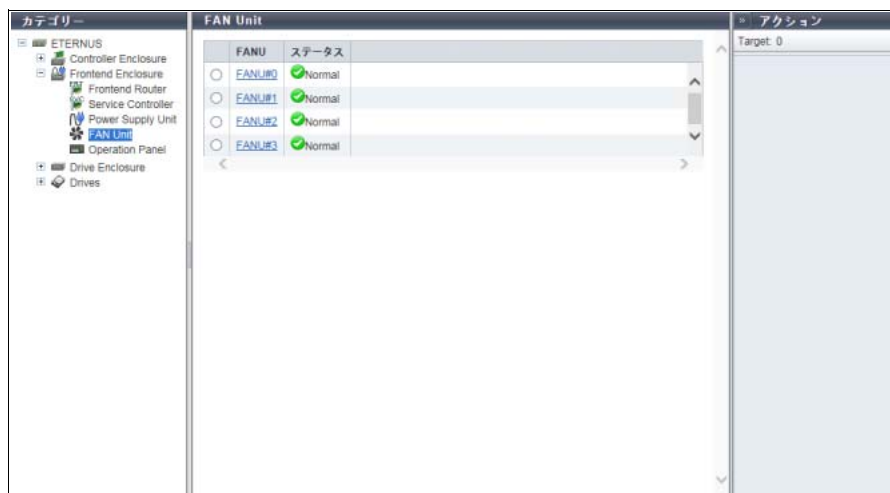 カテゴリー
ETERNUS
Controller Enclosure
Frontend Enclosure
Frontend Router
Service Controller
Power Supply Unit
FAN Unit
Operation Panel
Drive Enclosure
Drives
FAN Unit
FANU ステータス
FANU#0 Normal
FANU#1 Normal
FANU#2 Normal
FANU#3 Normal
» アクション
Target: 0